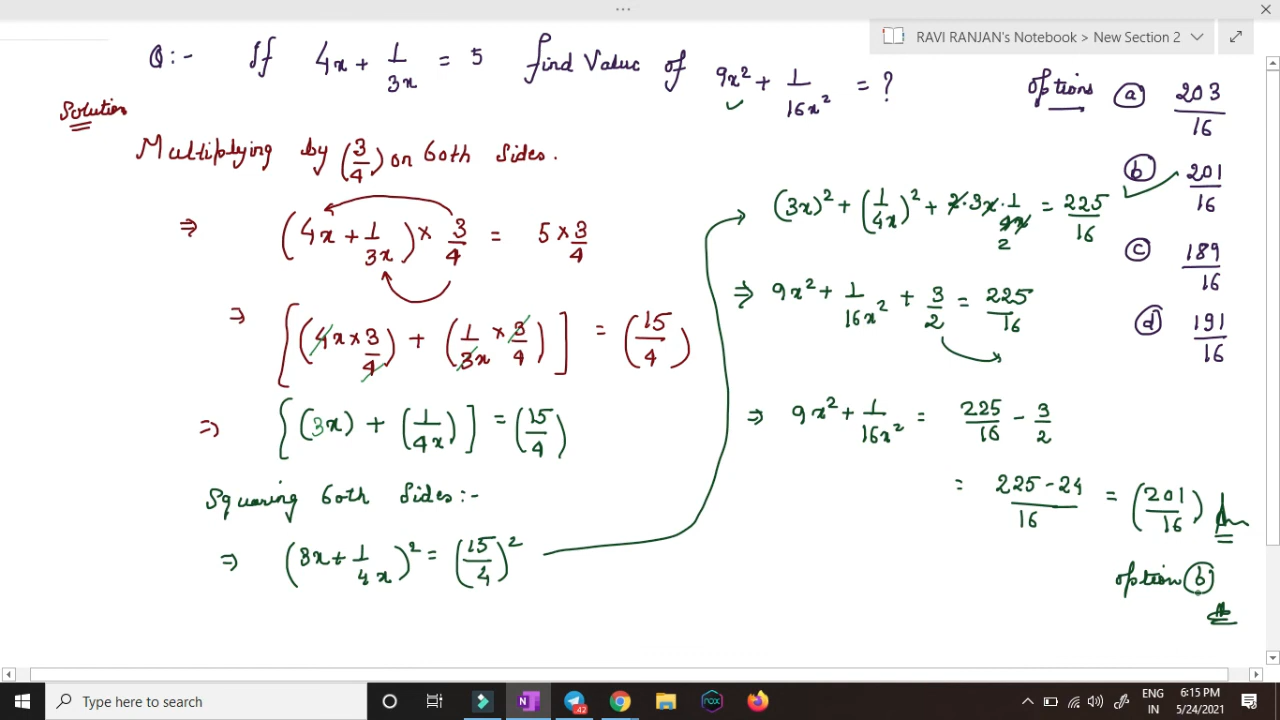 RAVI RANJAN's Notebook > New Section 2
Q:- If 4x + 1/3x = 5 find Value of 9x² + 1/16x² = ?
options (a) 203/16
(b) 201/16
(c) 189/16
(d) 191/16
Solution
Multiplying by (3/4) on both sides.
⇒ (4x + 1/3x) × 3/4 = 5 × 3/4
⇒ [(4x × 3/4) + (1/3x × 3/4)] = (15/4)
⇒ [(3x) + (1/4x)] = (15/4)
Squaring both sides:-
⇒ (3x + 1/4x)² = (15/4)²
(3x)² + (1/4x)² + 2·3x·1/4x = 225/16
2
⇒ 9x² + 1/16x² + 3/2 = 225/16
⇒ 9x² + 1/16x² = 225/16 - 3/2
= 225-24/16 = (201/16) Ans
option (b)
Type here to search
42
nox
ENG
IN
6:15 PM
5/24/2021